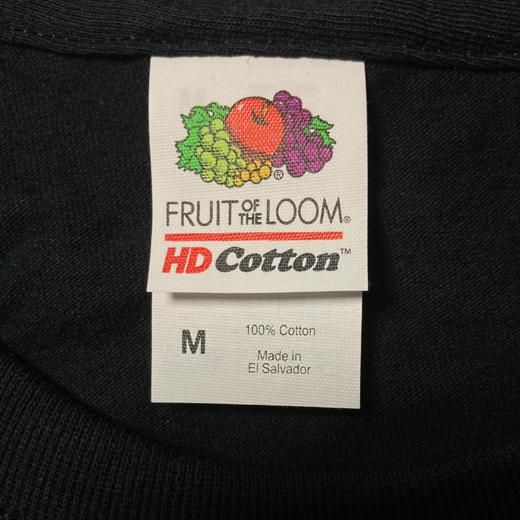 ®
FRUIT OF THE LOOM®
HD Cotton™
M
100% Cotton
Made in
El Salvador